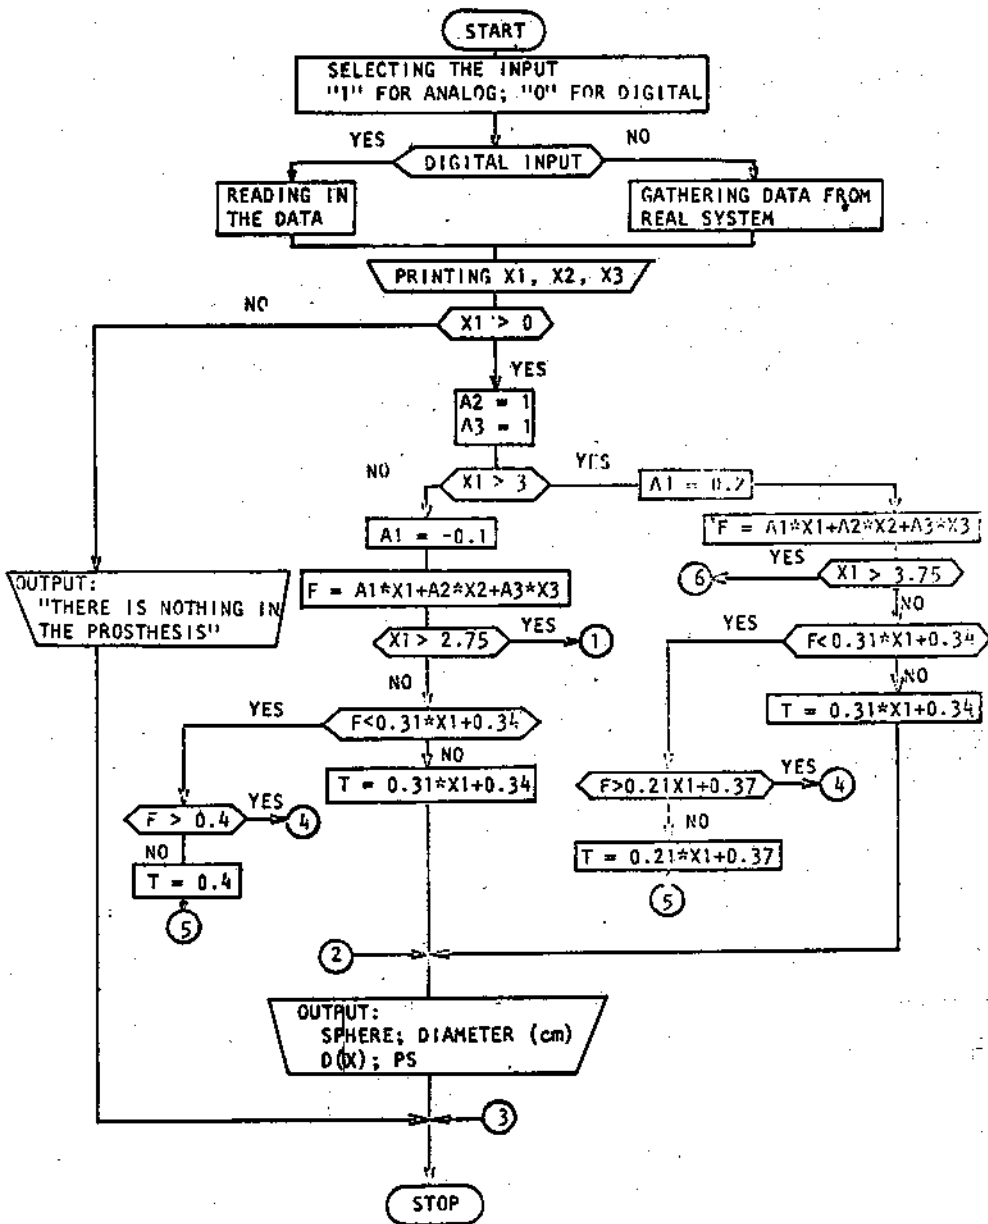 START
SELECTING THE INPUT
"1" FOR ANALOG; "0" FOR DIGITAL
YES
NO
DIGITAL INPUT
READING IN
THE DATA
GATHERING DATA FROM
REAL SYSTEM
PRINTING X1, X2, X3
NO
X1 > 0
YES
A2 = 1
A3 = 1
NO
YES
X1 > 3
A1 = 0.2
A1 = -0.1
F = A1*X1+A2*X2+A3*X3
YES
6
X1 > 3.75
OUTPUT:
"THERE IS NOTHING IN
THE PROSTHESIS"
F = A1*X1+A2*X2+A3*X3
NO
X1 > 2.75
YES
1
YES
F<0.31*X1+0.34
NO
NO
YES
F<0.31*X1+0.34
T = 0.31*X1+0.34
NO
T = 0.31*X1+0.34
F>0.21X1+0.37
YES
4
F > 0.4
YES
4
NO
NO
T = 0.21*X1+0.37
T = 0.4
5
5
2
OUTPUT:
SPHERE; DIAMETER (cm)
D(X); PS
3
STOP